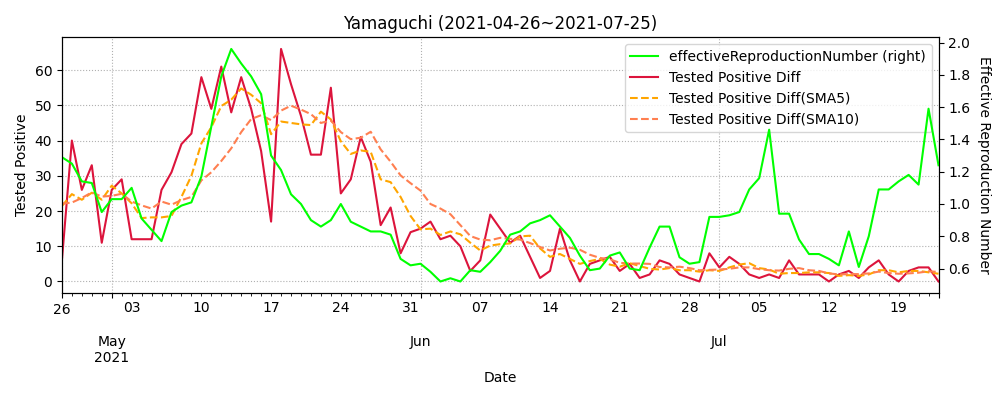 Yamaguchi (2021-04-26~2021-07-25)
effectiveReproductionNumber (right)
Tested Positive Diff
Tested Positive Diff(SMA5)
Tested Positive Diff(SMA10)
Tested Positive
60
50
40
30
20
10
0
2.0
1.8
1.6
1.4
1.2
1.0
0.8
0.6
Effective Reproduction Number
26 03 10 17 24 31 07 14 21 28 05 12 19
May Jun Jul
2021
Date